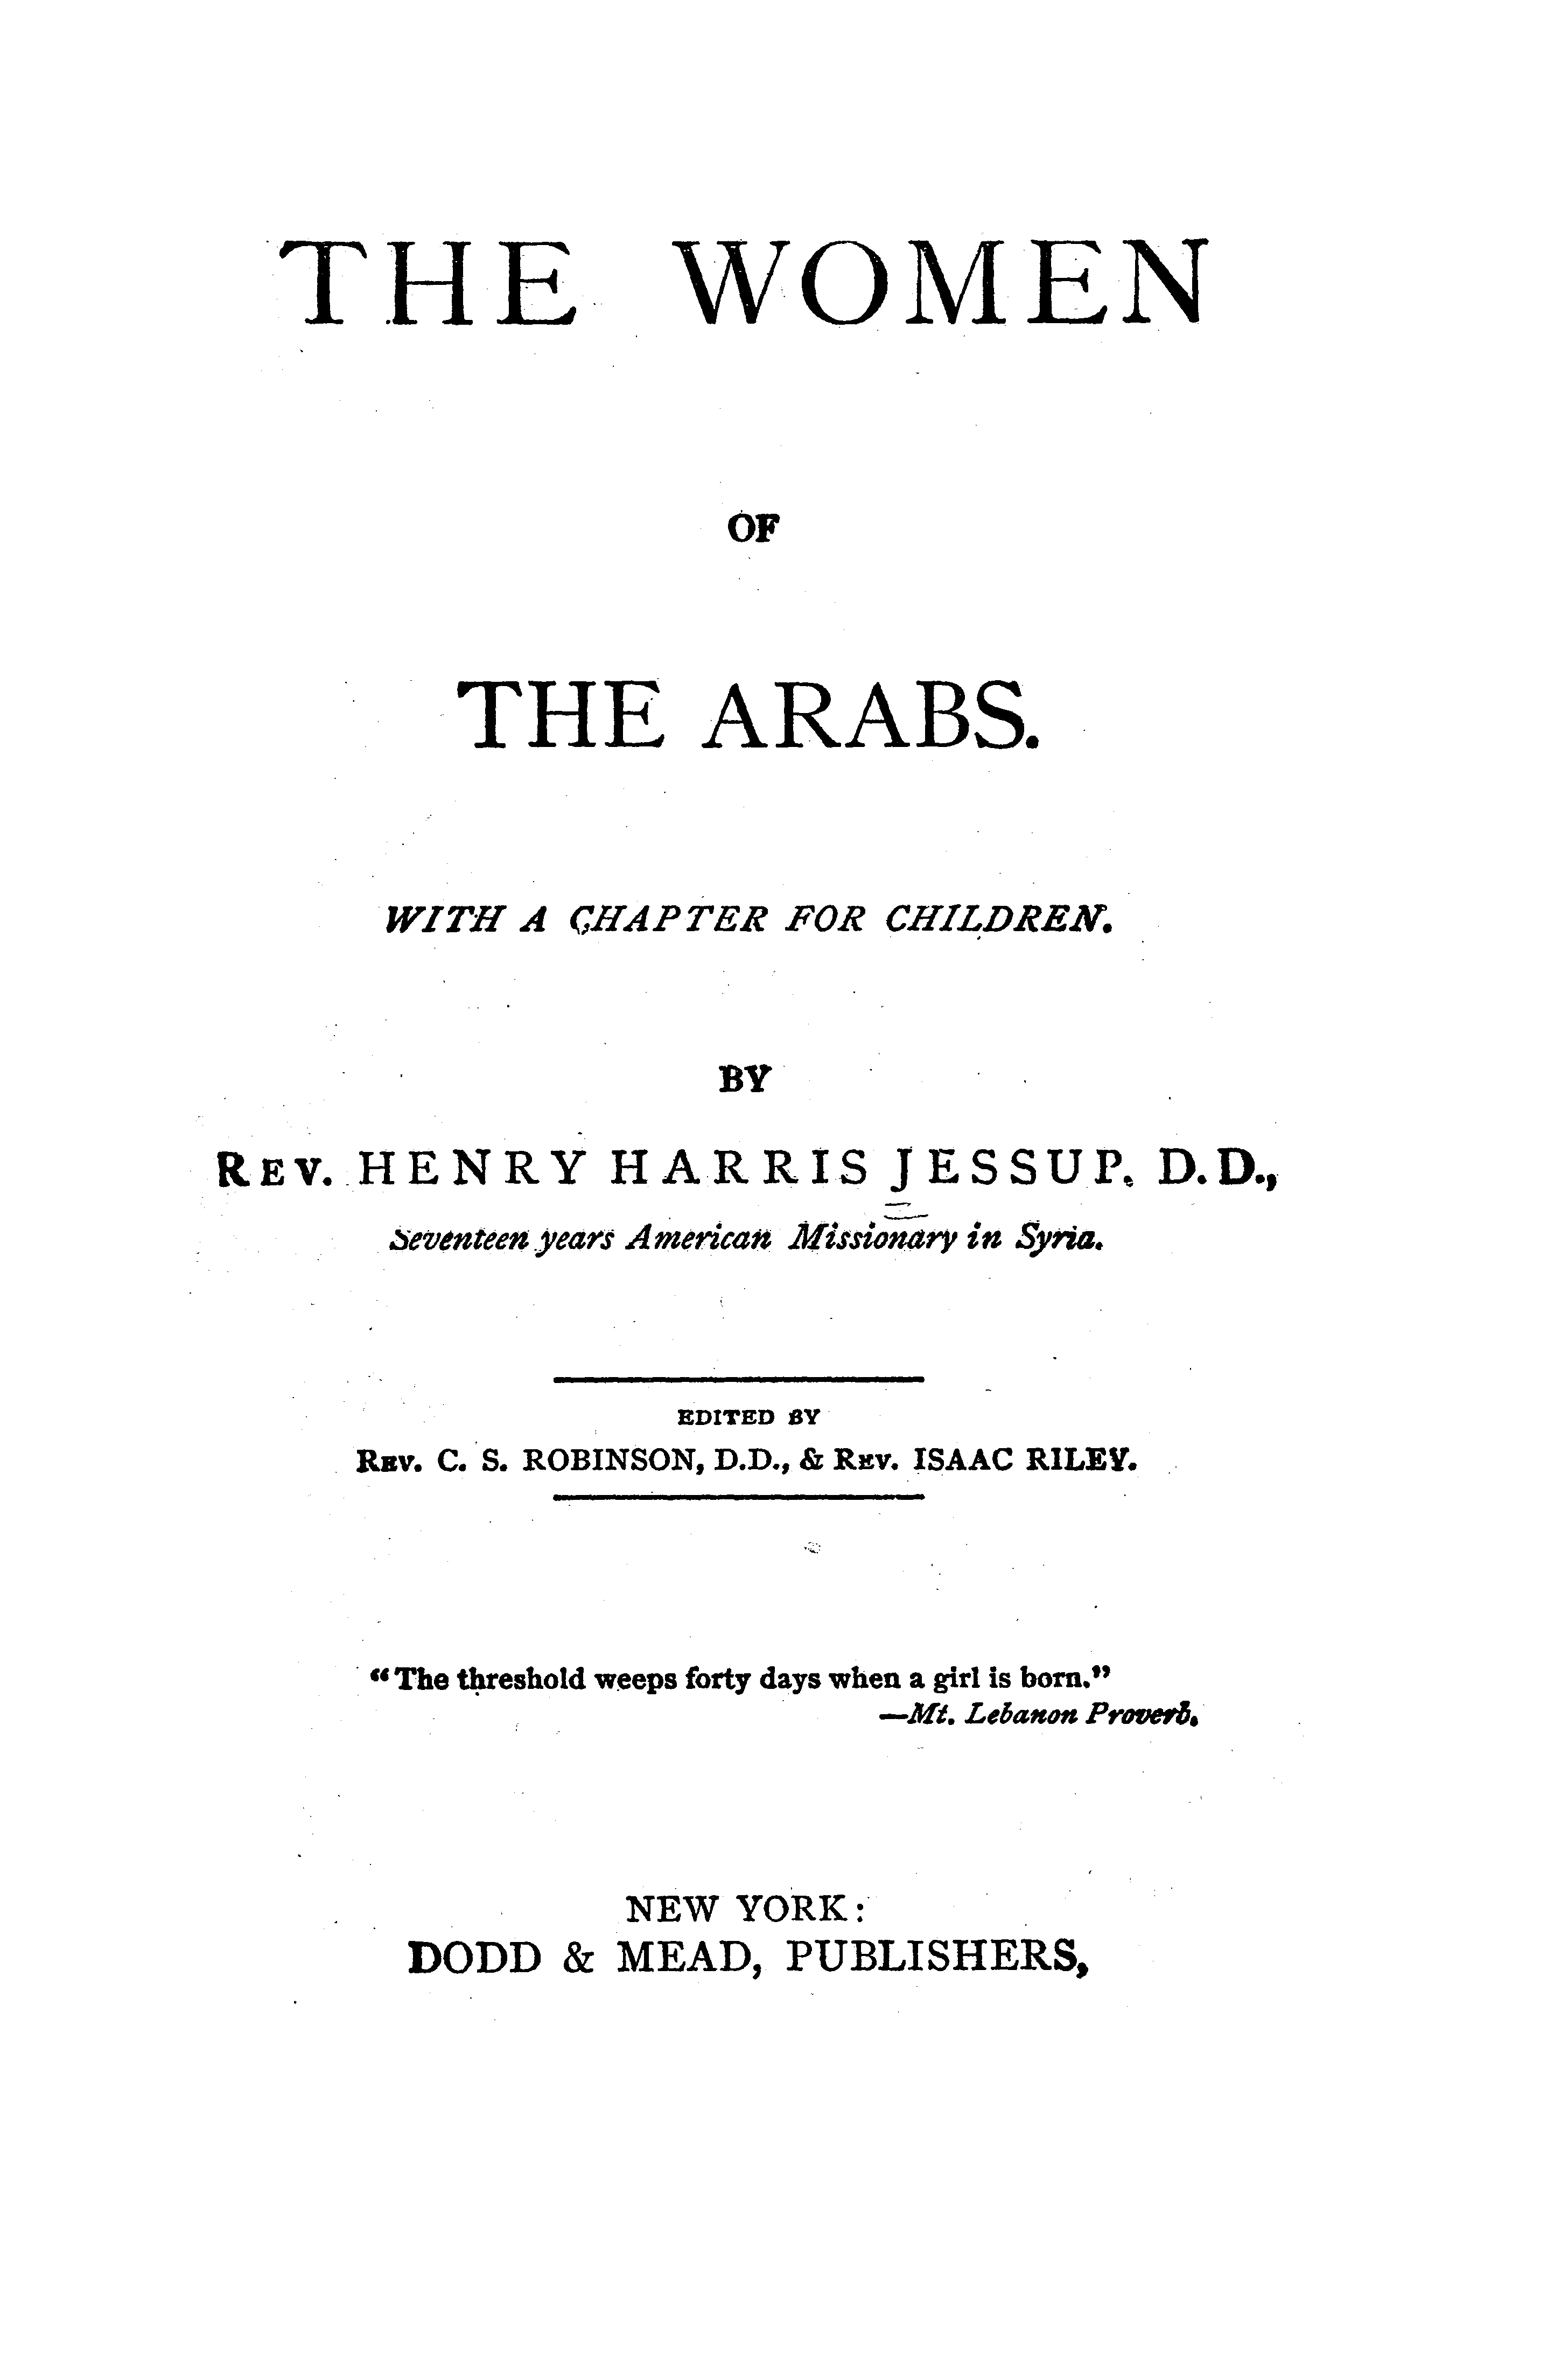 THE WOMEN
OF
THE ARABS.
WITH A CHAPTER FOR CHILDREN.
BY
REV. HENRY HARRIS JESSUP, D.D.,
Seventeen years American Missionary in Syria.
EDITED BY
REV. C. S. ROBINSON, D.D., & REV. ISAAC RILEY.
"The threshold weeps forty days when a girl is born."
—Mt. Lebanon Proverb.
NEW YORK:
DODD & MEAD, PUBLISHERS,